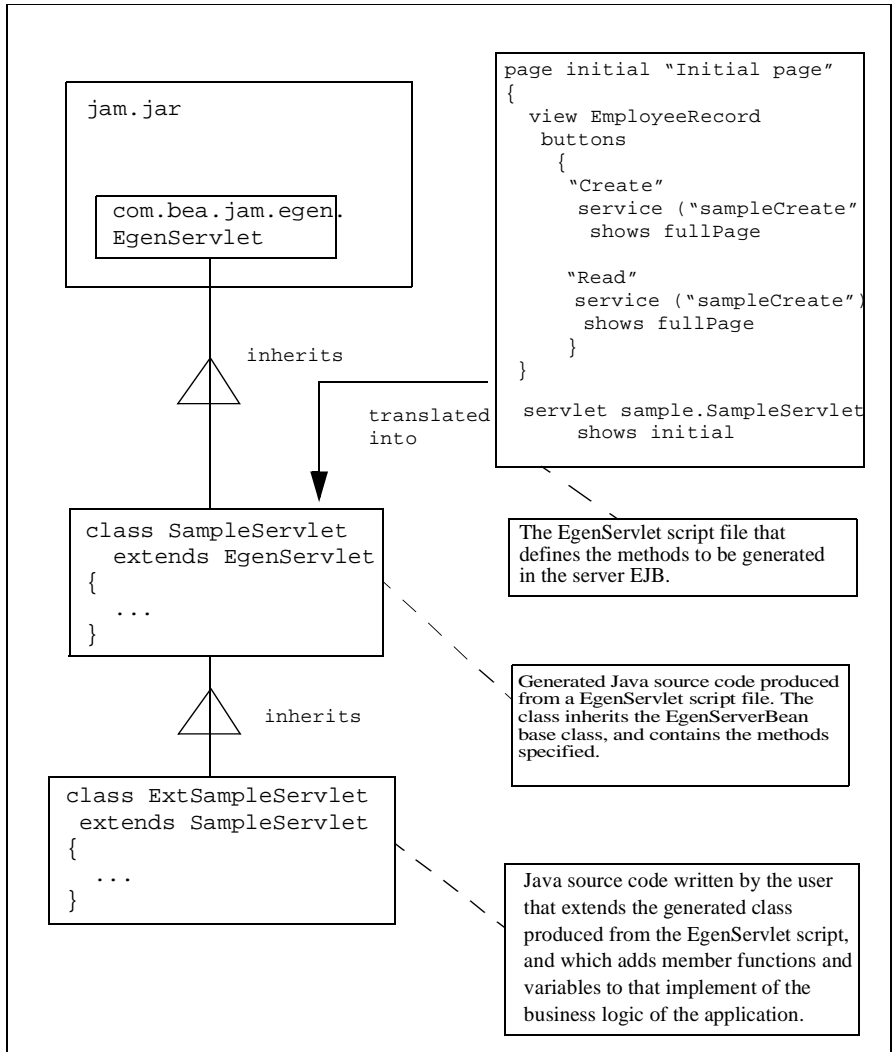 jam.jar
com.bea.jam.egen.
EgenServlet
inherits
page initial “Initial page”
{
view EmployeeRecord
buttons
{
“Create”
service (“sampleCreate”
shows fullPage
“Read”
service (“sampleCreate”)
shows fullPage
}
}
servlet sample.SampleServlet
shows initial
translated
into
The EgenServlet script file that
defines the methods to be generated
in the server EJB.
class SampleServlet
extends EgenServlet
{
...
}
Generated Java source code produced
from a EgenServlet script file. The
class inherits the EgenServerBean
base class, and contains the methods
specified.
inherits
class ExtSampleServlet
extends SampleServlet
{
...
}
Java source code written by the user
that extends the generated class
produced from the EgenServlet script,
and which adds member functions and
variables to that implement of the
business logic of the application.